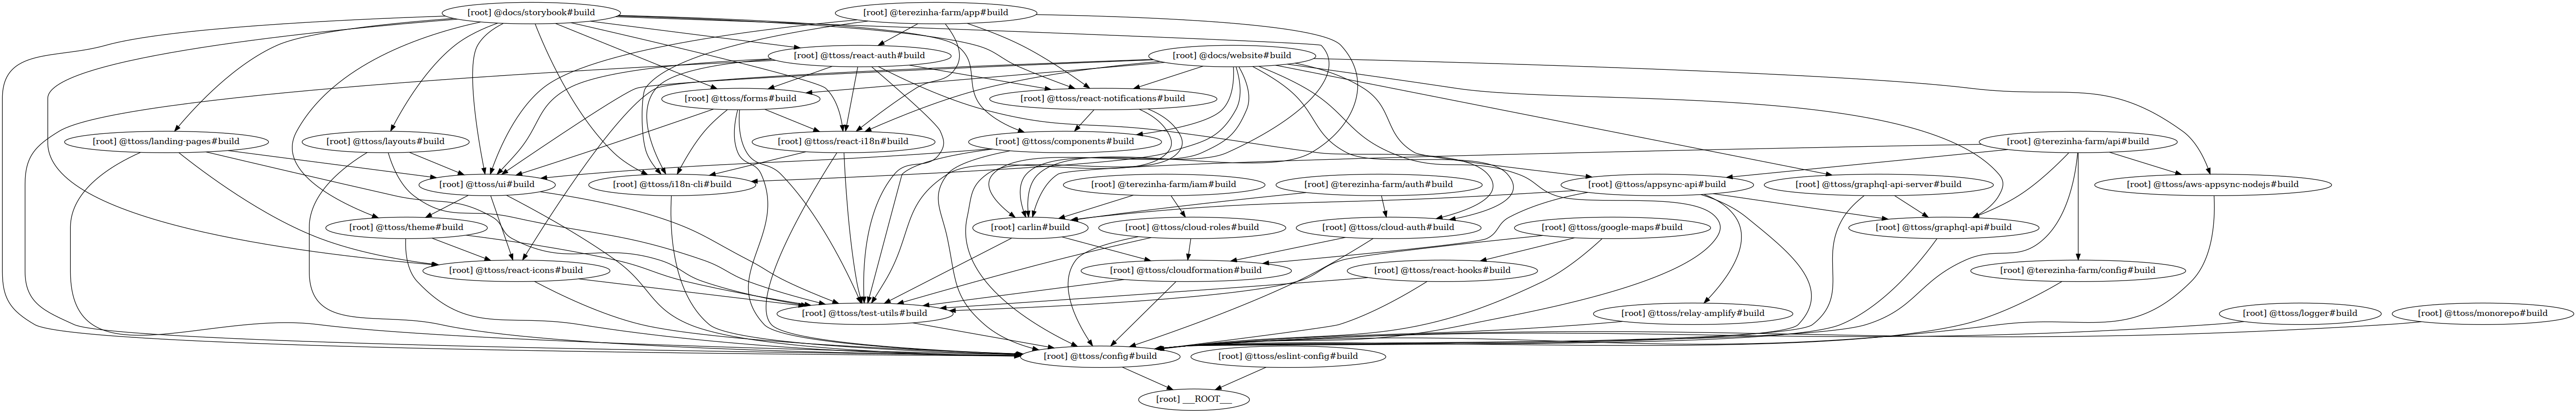 [root] @docs/storybook#build
[root] @terezinha-farm/app#build
[root] @ttoss/react-auth#build
[root] @docs/website#build
[root] @ttoss/forms#build
[root] @ttoss/react-notifications#build
[root] @ttoss/landing-pages#build
[root] @ttoss/layouts#build
[root] @ttoss/react-i18n#build
[root] @ttoss/components#build
[root] @terezinha-farm/api#build
[root] @ttoss/ui#build
[root] @ttoss/i18n-cli#build
[root] @terezinha-farm/iam#build
[root] @terezinha-farm/auth#build
[root] @ttoss/appsync-api#build
[root] @ttoss/graphql-api-server#build
[root] @ttoss/aws-appsync-nodejs#build
[root] @ttoss/theme#build
[root] carlin#build
[root] @ttoss/cloud-roles#build
[root] @ttoss/cloud-auth#build
[root] @ttoss/google-maps#build
[root] @ttoss/graphql-api#build
[root] @ttoss/react-icons#build
[root] @ttoss/cloudformation#build
[root] @ttoss/react-hooks#build
[root] @terezinha-farm/config#build
[root] @ttoss/test-utils#build
[root] @ttoss/relay-amplify#build
[root] @ttoss/logger#build
[root] @ttoss/monorepo#build
[root] @ttoss/config#build
[root] @ttoss/eslint-config#build
[root] ___ROOT___